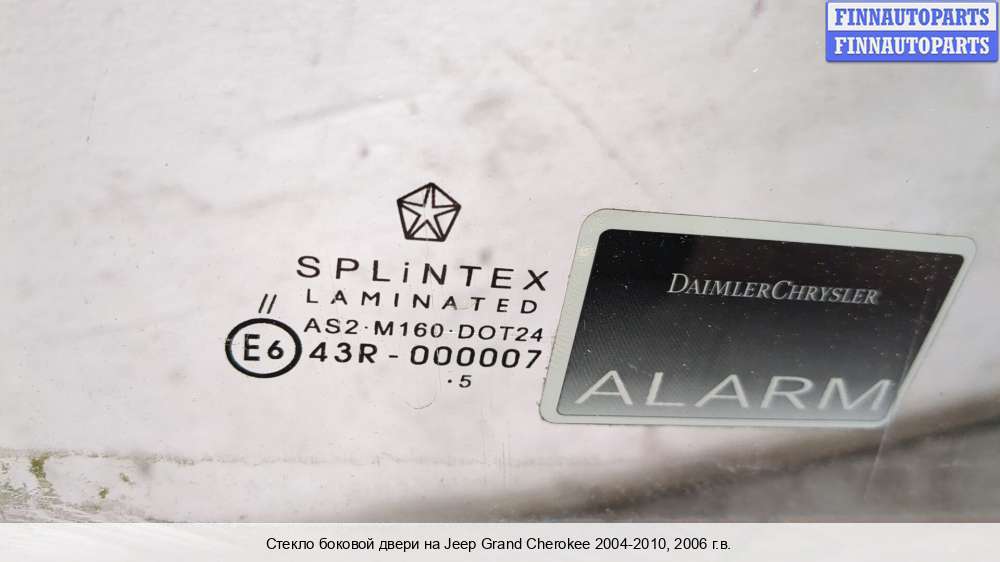 FINNAUTOPARTS
FINNAUTOPARTS
SPLiNTEX
LAMINATED
//
AS2·M160·DOT24
E6 43R - 000007
·5
DAIMLERCHRYSLER
ALARM
Стекло боковой двери на Jeep Grand Cherokee 2004-2010, 2006 г.в.